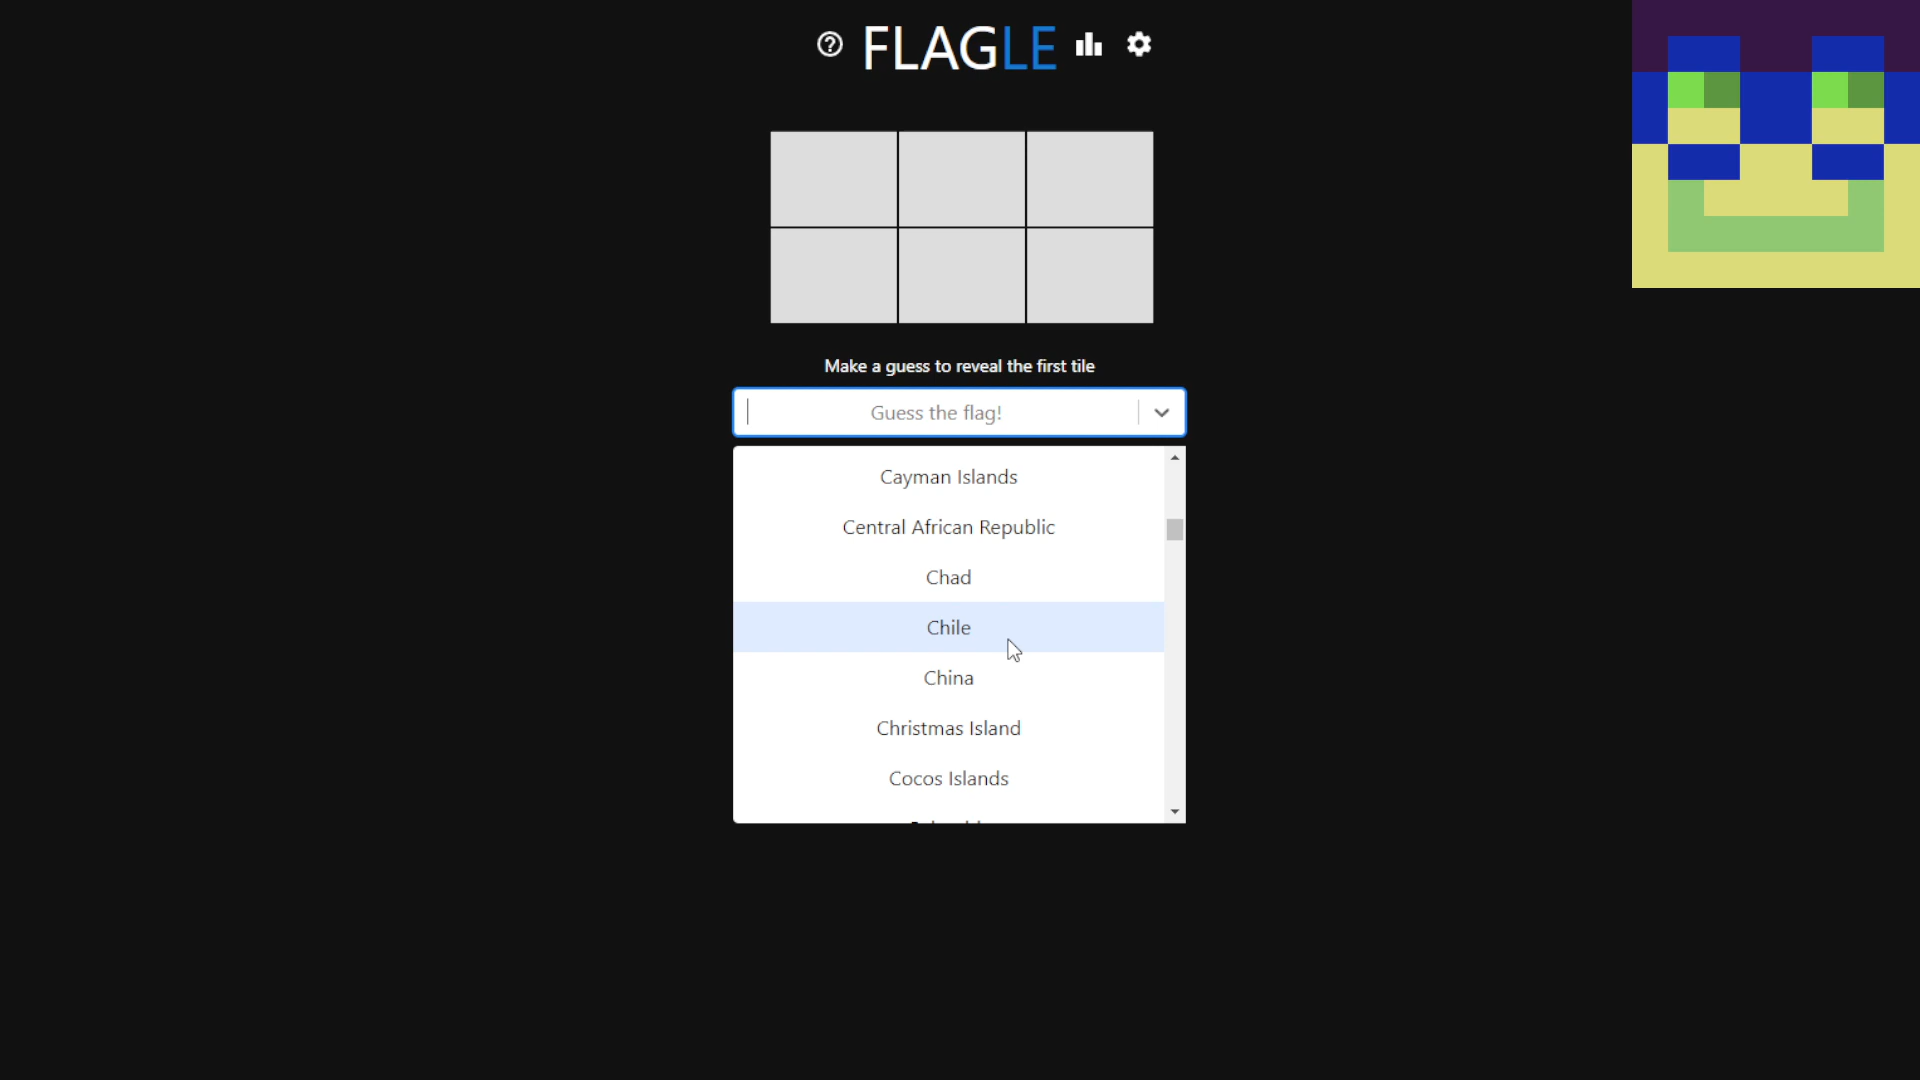 FLAGLE
Make a guess to reveal the first tile
Guess the flag!
Cayman Islands
Central African Republic
Chad
Chile
China
Christmas Island
Cocos Islands